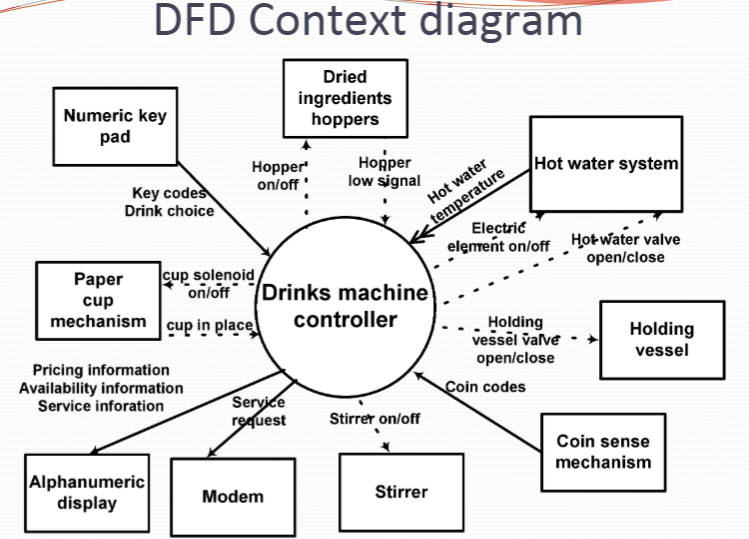 DFD Context diagram
Dried
ingredients
hoppers
Numeric key
pad
Hot water system
Hopper
on/off
Hopper
low signal
Hot water
temperature
Key codes
Drink choice
Electric
element on/off
Hot water valve
open/close
Paper
cup
mechanism
cup solenoid
on/off
cup in place
Drinks machine
controller
Holding
vessel valve
open/close
Holding
vessel
Pricing information
Availability information
Service inforation
Service
request
Stirrer on/off
Coin codes
Coin sense
mechanism
Alphanumeric
display
Modem
Stirrer